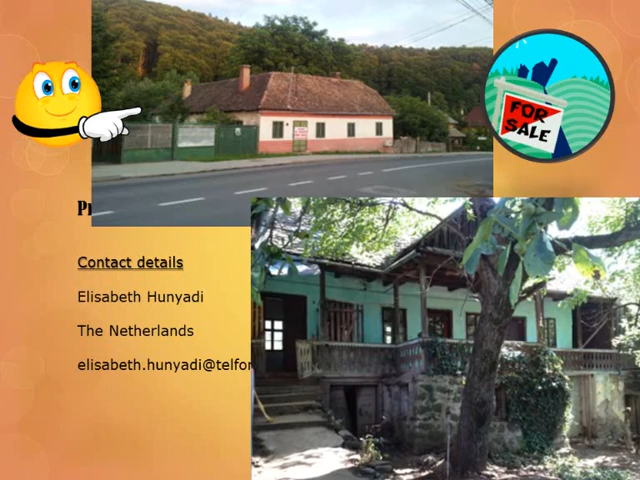 FOR
SALE
Contact details
Elisabeth Hunyadi
The Netherlands
elisabeth.hunyadi@telfor